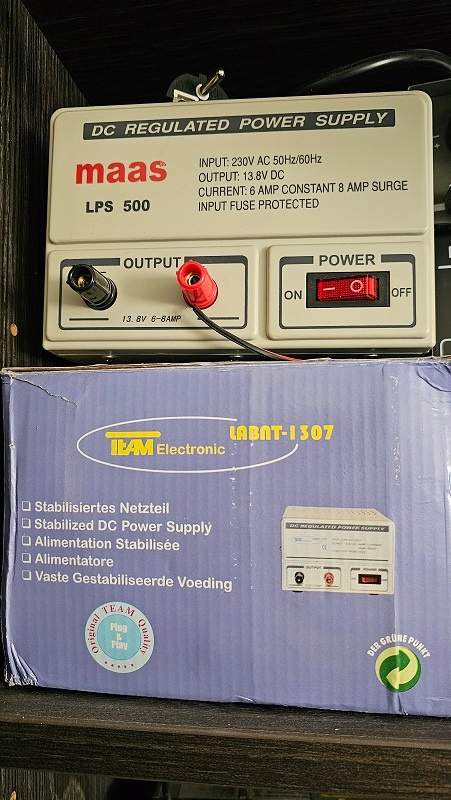 DC REGULATED POWER SUPPLY
maas
LPS 500
INPUT: 230V AC 50Hz/60Hz
OUTPUT: 13.8V DC
CURRENT: 6 AMP CONSTANT 8 AMP SURGE
INPUT FUSE PROTECTED
OUTPUT
13.8V 6-8AMP
POWER
ON
OFF
TEAM Electronic LABNT-1307
❑ Stabilisiertes Netzteil
❑ Stabilized DC Power Supply
❑ Alimentation Stabilisée
❑ Alimentatore
❑ Vaste Gestabiliseerde Voeding
DC REGULATED POWER SUPPLY
OUTPUT
POWER
Original TEAM Quality
Plug
&
Play
DER GRÜNE PUNKT